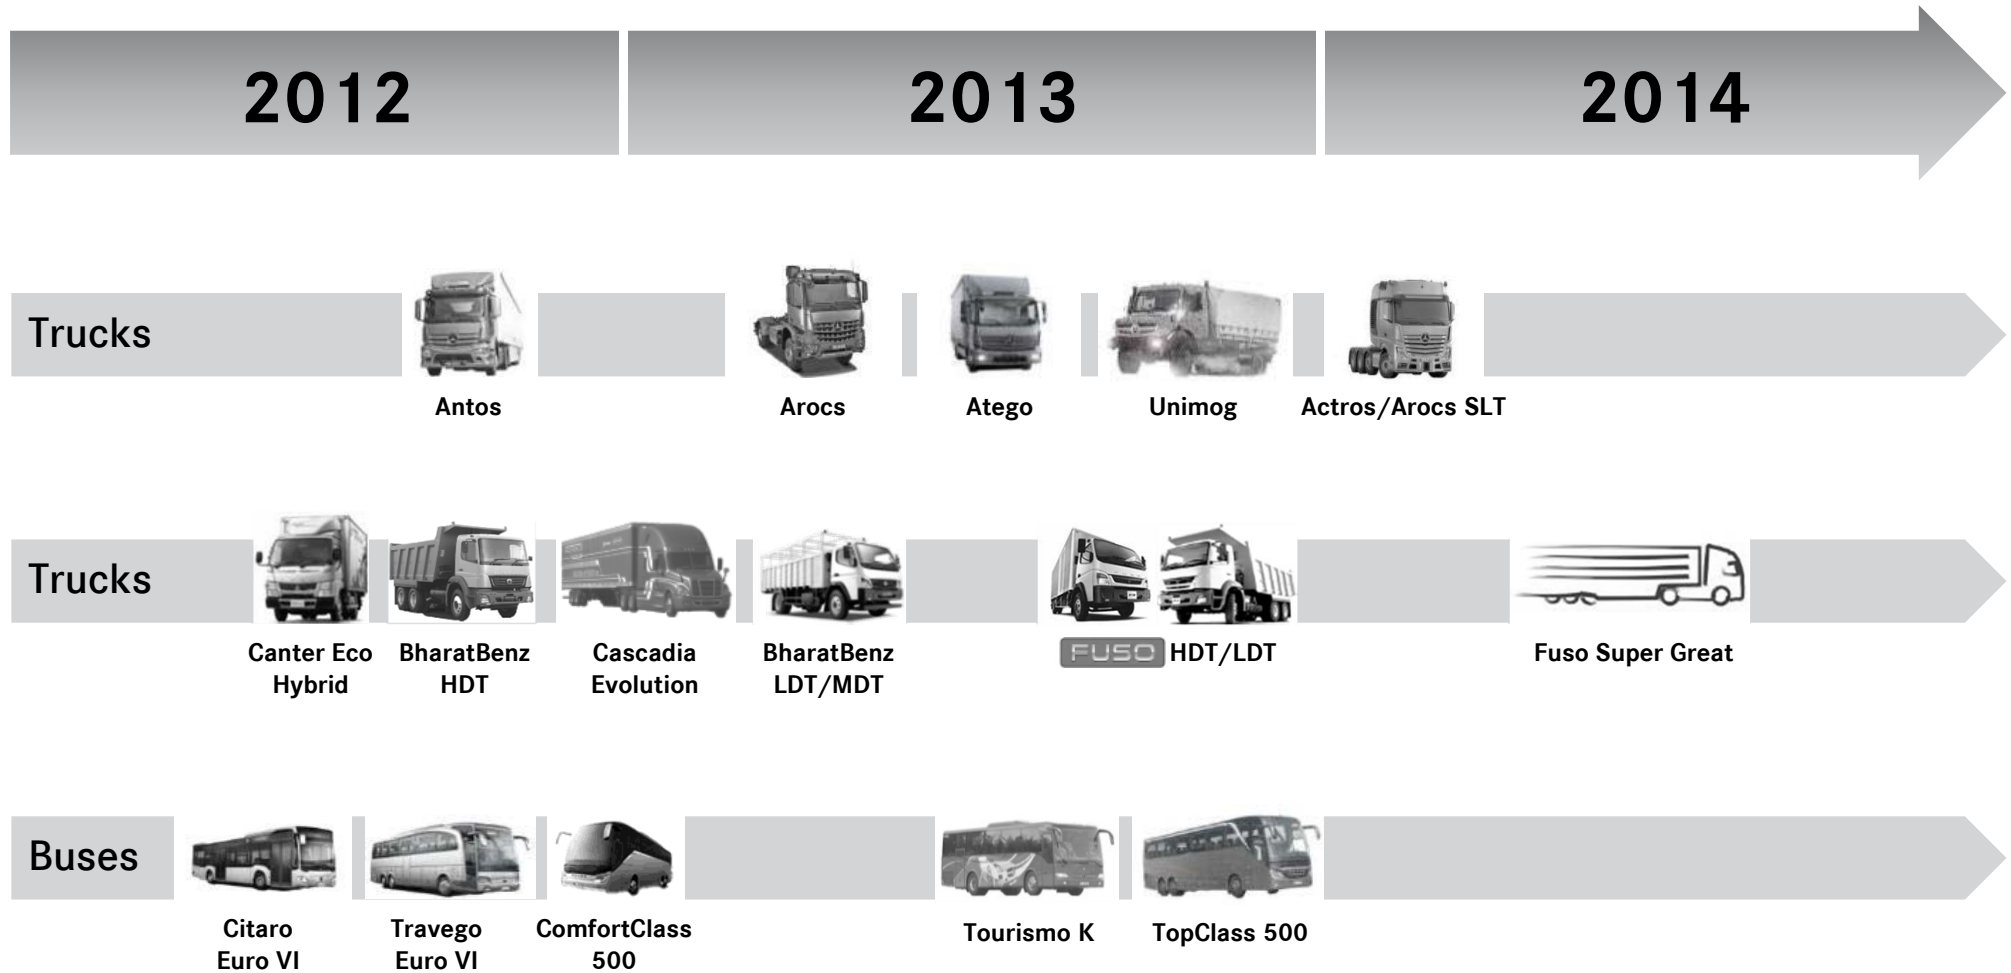 2012 2013 2014
Trucks
Antos Arocs Atego Unimog Actros/Arocs SLT
Trucks
Canter Eco BharatBenz Cascadia BharatBenz FUSO HDT/LDT Fuso Super Great
Hybrid HDT Evolution LDT/MDT
Buses
Citaro Travego ComfortClass Tourismo K TopClass 500
Euro VI Euro VI 500